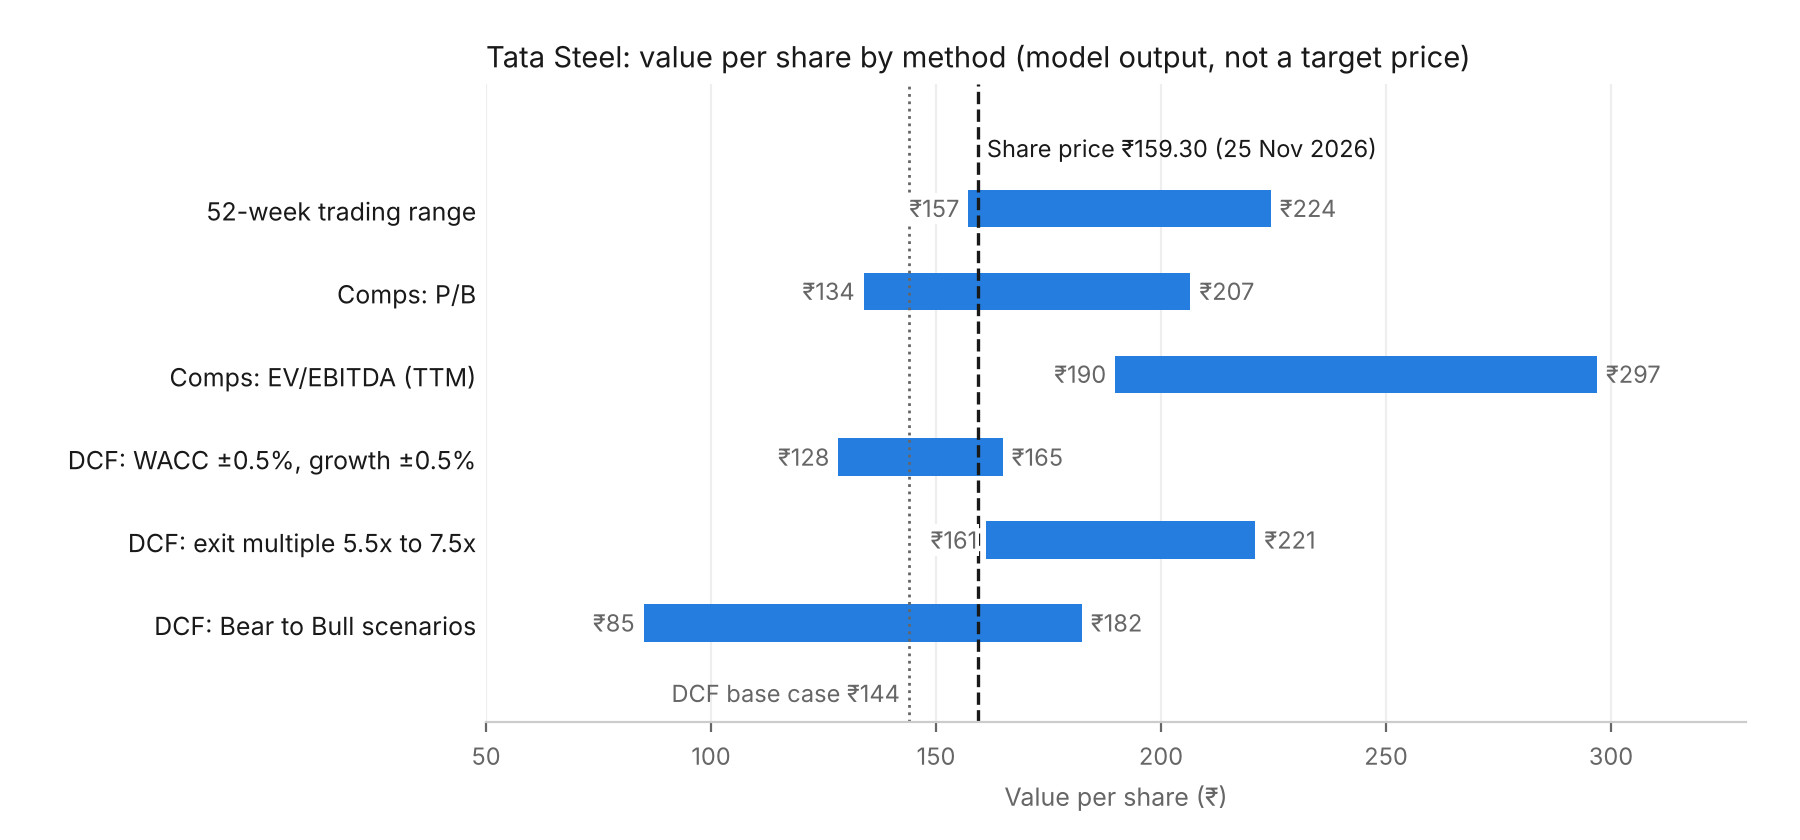 Tata Steel: value per share by method (model output, not a target price)
Share price ₹159.30 (25 Nov 2026)
52-week trading range ₹157 ₹224
Comps: P/B ₹134 ₹207
Comps: EV/EBITDA (TTM) ₹190 ₹297
DCF: WACC ±0.5%, growth ±0.5% ₹128 ₹165
DCF: exit multiple 5.5x to 7.5x ₹161 ₹221
DCF: Bear to Bull scenarios ₹85 ₹182
DCF base case ₹144
50 100 150 200 250 300
Value per share (₹)